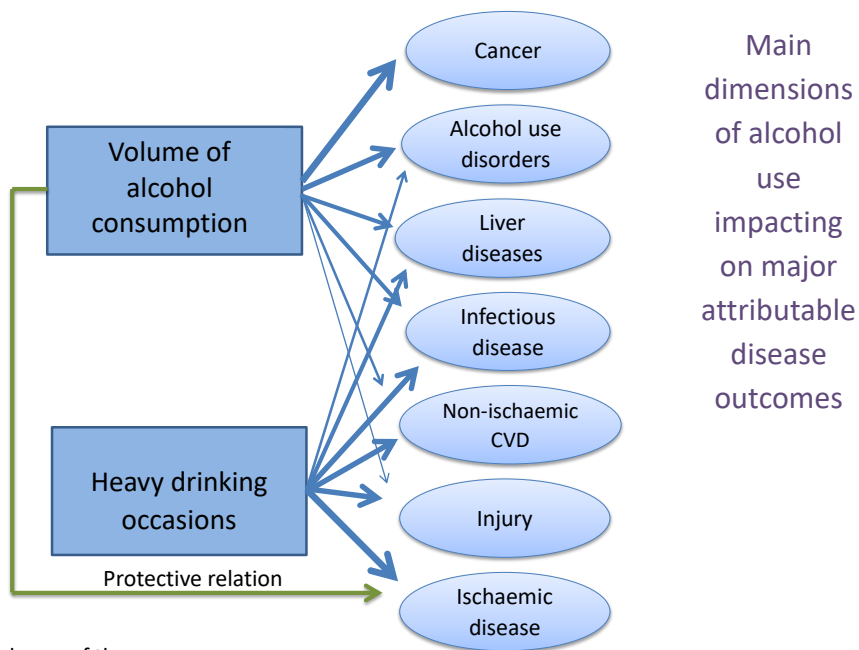 Cancer
Alcohol use
disorders
Liver
diseases
Infectious
disease
Non-ischaemic
CVD
Injury
Ischaemic
disease
Volume of
alcohol
consumption
Heavy drinking
occasions
Protective relation
Main
dimensions
of alcohol
use
impacting
on major
attributable
disease
outcomes